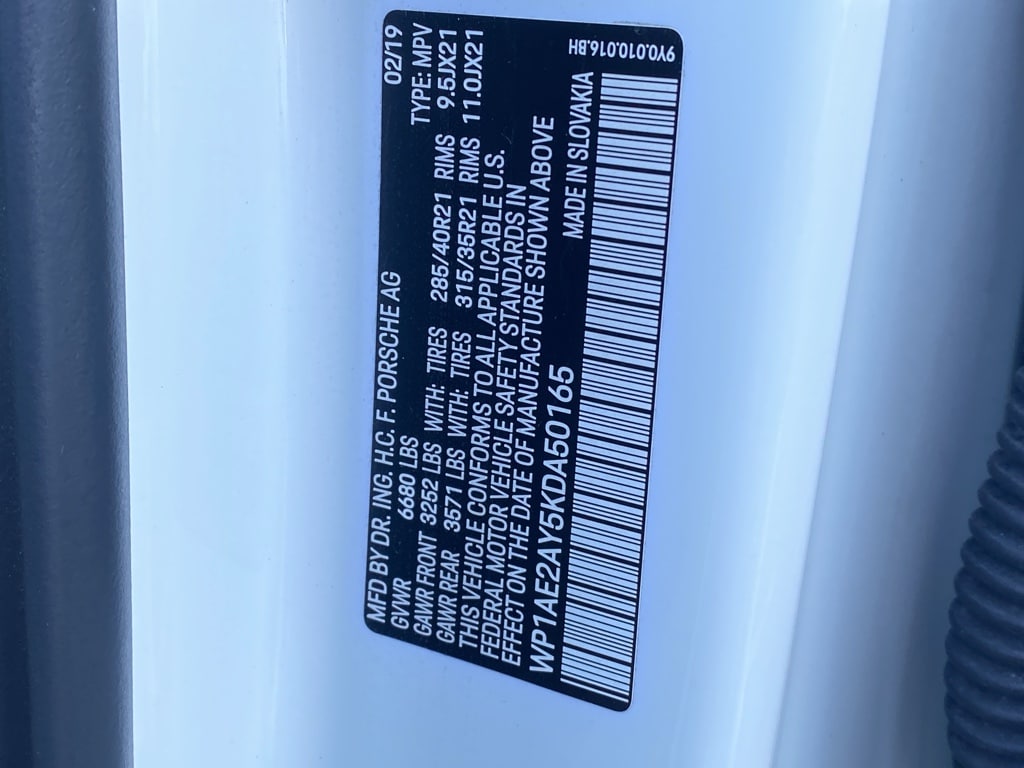 MFD BY DR. ING. H.C. F. PORSCHE AG 02/19
GVWR 6680 LBS TYPE: MPV
GAWR FRONT 3252 LBS WITH: TIRES 285/40R21 RIMS 9.5JX21
GAWR REAR 3571 LBS WITH: TIRES 315/35R21 RIMS 11.0JX21
THIS VEHICLE CONFORMS TO ALL APPLICABLE U.S.
FEDERAL MOTOR VEHICLE SAFETY STANDARDS IN
EFFECT ON THE DATE OF MANUFACTURE SHOWN ABOVE
WP1AE2AY5KDA50165 MADE IN SLOVAKIA
9Y0.010.016.BH